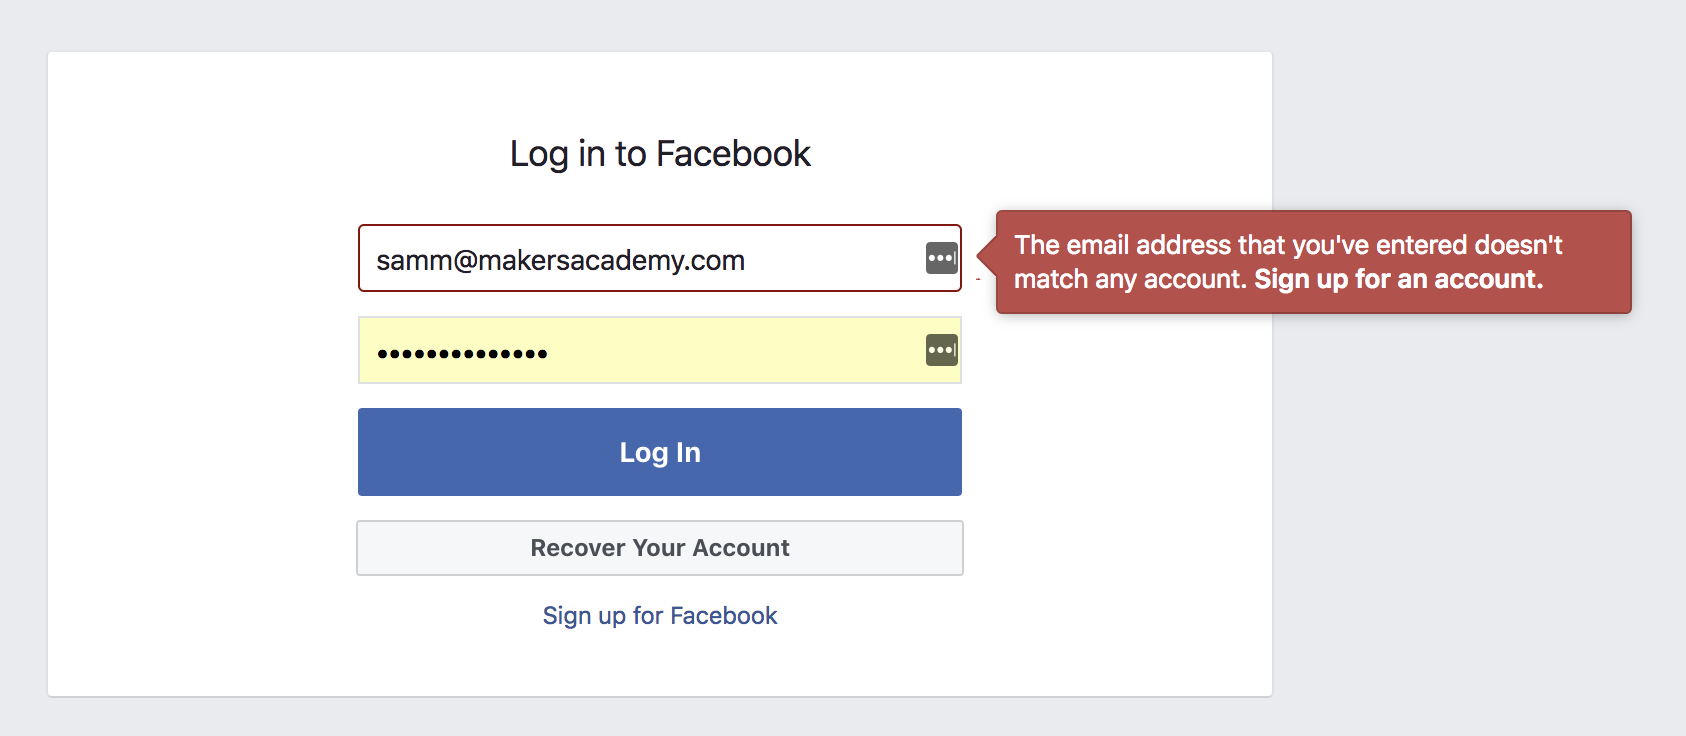 Log in to Facebook
samm@makersacademy.com
The email address that you've entered doesn't
match any account. Sign up for an account.
••••••••••••••
Log In
Recover Your Account
Sign up for Facebook